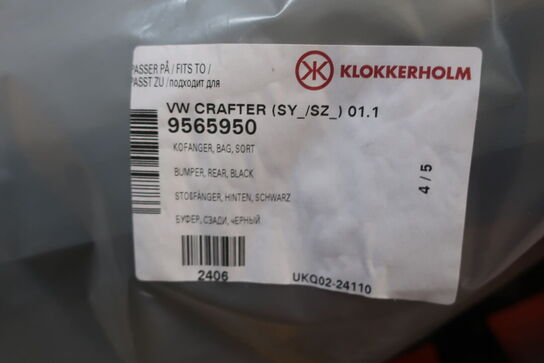 PASSER PÅ / FITS TO /
PASST ZU / подходит для
KLOKKERHOLM
VW CRAFTER (SY_/SZ_) 01.1
9565950
KOFANGER, BAG, SORT
BUMPER, REAR, BLACK
STOßFÄNGER, HINTEN, SCHWARZ
БУФЕР, СЗАДИ, ЧЕРНЫЙ
4 / 5
2406
UKQ02-24110